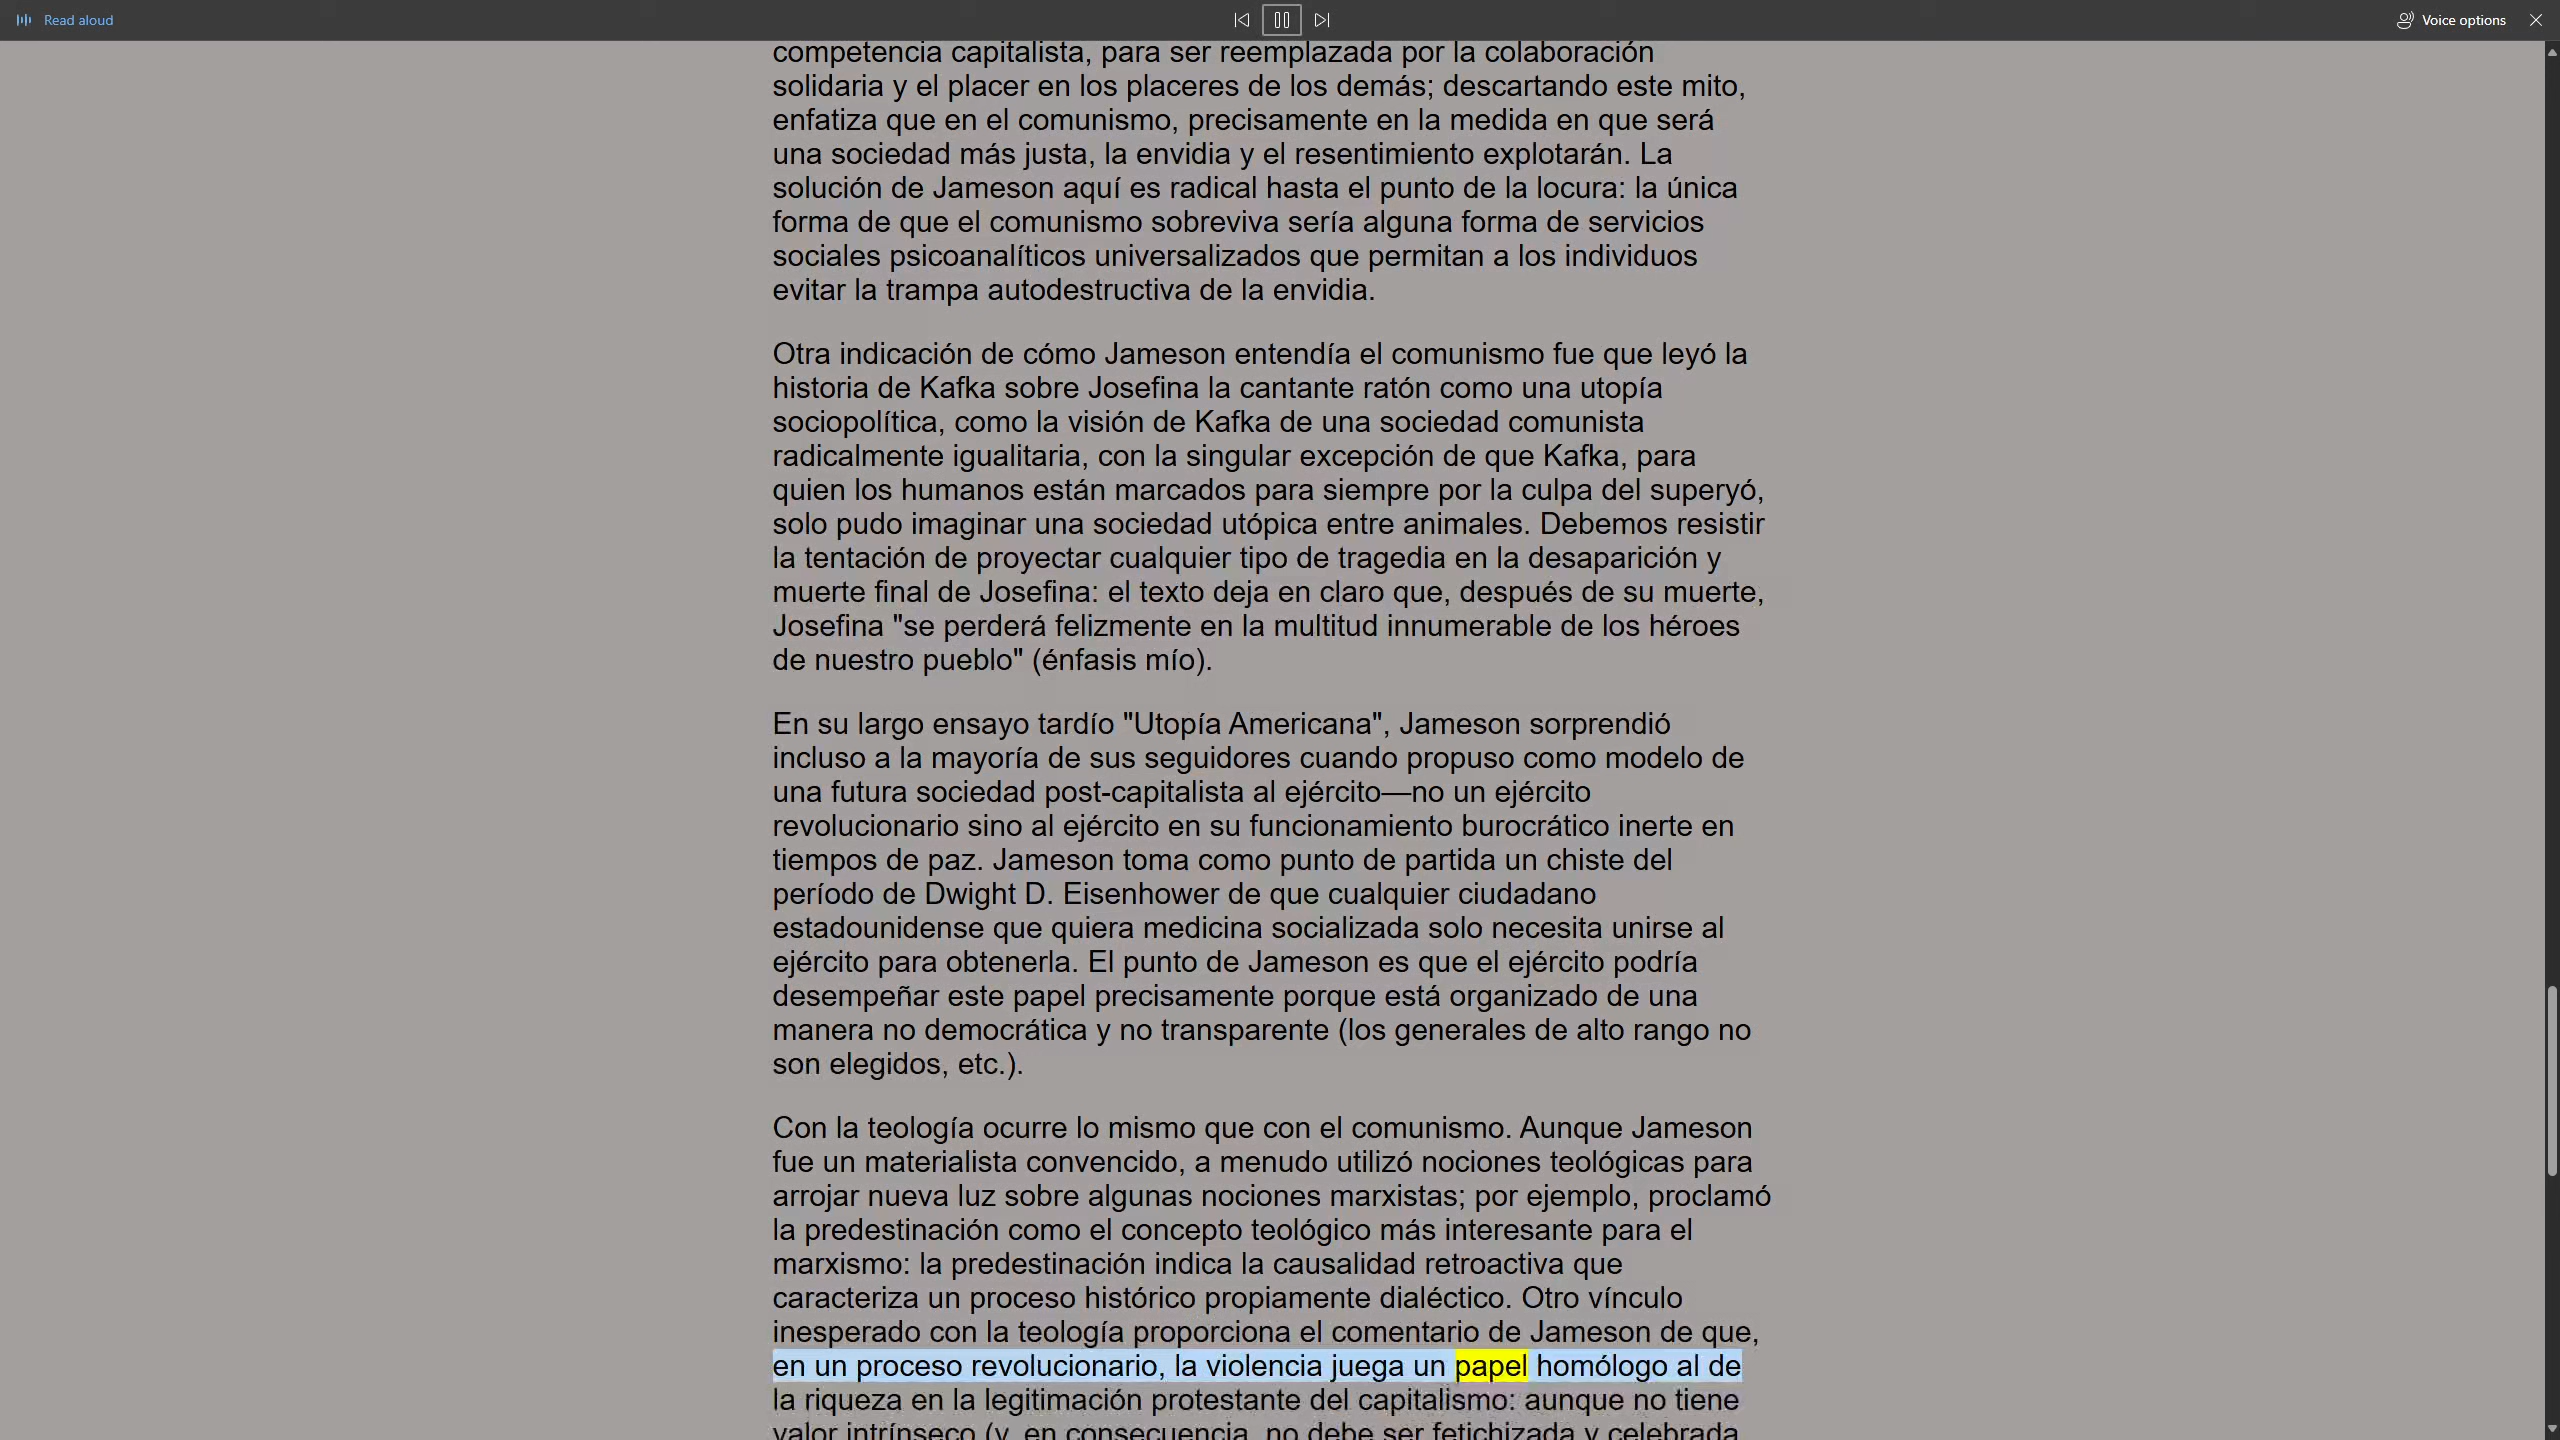 Read aloud
Voice options
competencia capitalista, para ser reemplazada por la colaboración
solidaria y el placer en los placeres de los demás; descartando este mito,
enfatiza que en el comunismo, precisamente en la medida en que será
una sociedad más justa, la envidia y el resentimiento explotarán. La
solución de Jameson aquí es radical hasta el punto de la locura: la única
forma de que el comunismo sobreviva sería alguna forma de servicios
sociales psicoanalíticos universalizados que permitan a los individuos
evitar la trampa autodestructiva de la envidia.
Otra indicación de cómo Jameson entendía el comunismo fue que leyó la
historia de Kafka sobre Josefina la cantante ratón como una utopía
sociopolítica, como la visión de Kafka de una sociedad comunista
radicalmente igualitaria, con la singular excepción de que Kafka, para
quien los humanos están marcados para siempre por la culpa del superyó,
solo pudo imaginar una sociedad utópica entre animales. Debemos resistir
la tentación de proyectar cualquier tipo de tragedia en la desaparición y
muerte final de Josefina: el texto deja en claro que, después de su muerte,
Josefina "se perderá felizmente en la multitud innumerable de los héroes
de nuestro pueblo" (énfasis mío).
En su largo ensayo tardío "Utopía Americana", Jameson sorprendió
incluso a la mayoría de sus seguidores cuando propuso como modelo de
una futura sociedad post-capitalista al ejército—no un ejército
revolucionario sino al ejército en su funcionamiento burocrático inerte en
tiempos de paz. Jameson toma como punto de partida un chiste del
período de Dwight D. Eisenhower de que cualquier ciudadano
estadounidense que quiera medicina socializada solo necesita unirse al
ejército para obtenerla. El punto de Jameson es que el ejército podría
desempeñar este papel precisamente porque está organizado de una
manera no democrática y no transparente (los generales de alto rango no
son elegidos, etc.).
Con la teología ocurre lo mismo que con el comunismo. Aunque Jameson
fue un materialista convencido, a menudo utilizó nociones teológicas para
arrojar nueva luz sobre algunas nociones marxistas; por ejemplo, proclamó
la predestinación como el concepto teológico más interesante para el
marxismo: la predestinación indica la causalidad retroactiva que
caracteriza un proceso histórico propiamente dialéctico. Otro vínculo
inesperado con la teología proporciona el comentario de Jameson de que,
en un proceso revolucionario, la violencia juega un papel homólogo al de
la riqueza en la legitimación protestante del capitalismo: aunque no tiene
valor intrínseco (y, en consecuencia, no debe ser fetichizada y celebrada